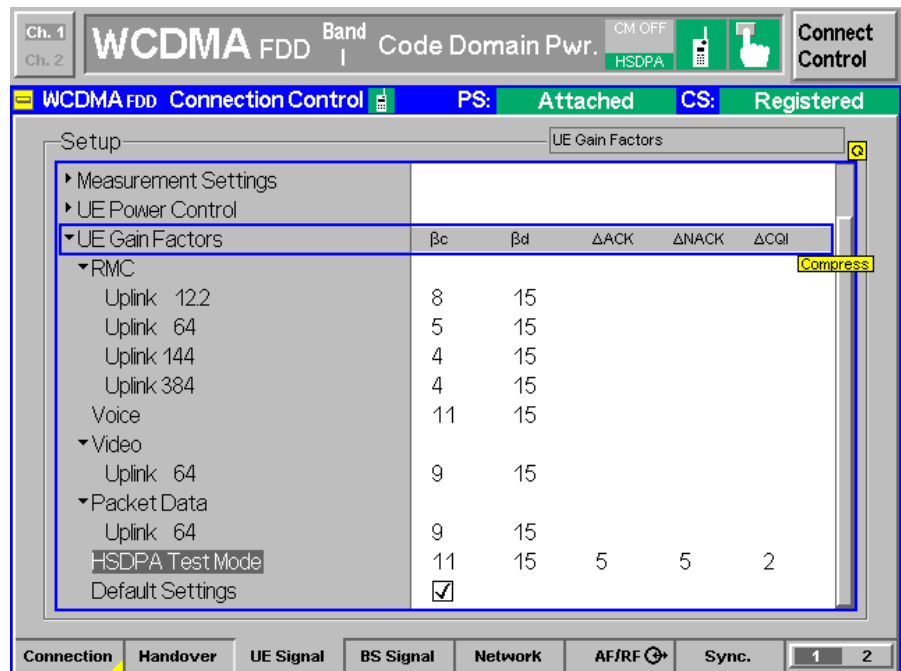 Ch. 1
Ch. 2
WCDMA FDD Band I Code Domain Pwr.
CM OFF
HSDPA
Connect Control
WCDMA FDD Connection Control PS: Attached CS: Registered
Setup UE Gain Factors
Measurement Settings
UE Power Control
UE Gain Factors βc βd ΔACK ΔNACK ΔCQI
Compress
RMC
Uplink 12.2 8 15
Uplink 64 5 15
Uplink 144 4 15
Uplink 384 4 15
Voice 11 15
Video
Uplink 64 9 15
Packet Data
Uplink 64 9 15
HSDPA Test Mode 11 15 5 5 2
Default Settings
Connection Handover UE Signal BS Signal Network AF/RF Sync. 1 2